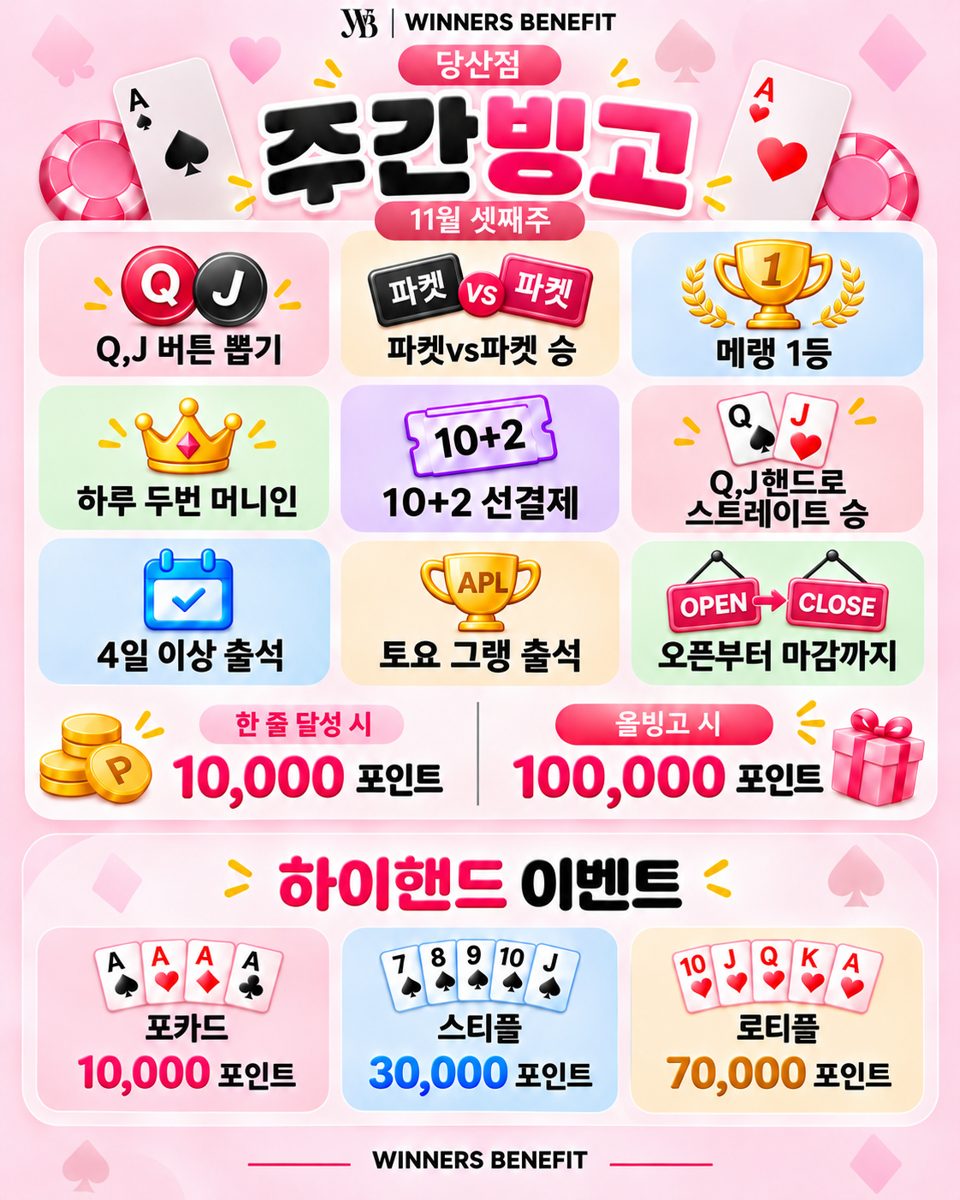 WB | WINNERS BENEFIT
당산점
주간빙고
11월 셋째주
A
A
Q J
Q,J 버튼 뽑기
파켓 VS 파켓
파켓vs파켓 승
1
메랭 1등
하루 두번 머니인
10+2
10+2 선결제
Q J
Q,J핸드로
스트레이트 승
4일 이상 출석
APL
토요 그랭 출석
OPEN CLOSE
오픈부터 마감까지
P
한 줄 달성 시
10,000 포인트
올빙고 시
100,000 포인트
하이핸드 이벤트
A A A A
포카드
10,000 포인트
7 8 9 10 J
스티플
30,000 포인트
10 J Q K A
로티플
70,000 포인트
WINNERS BENEFIT